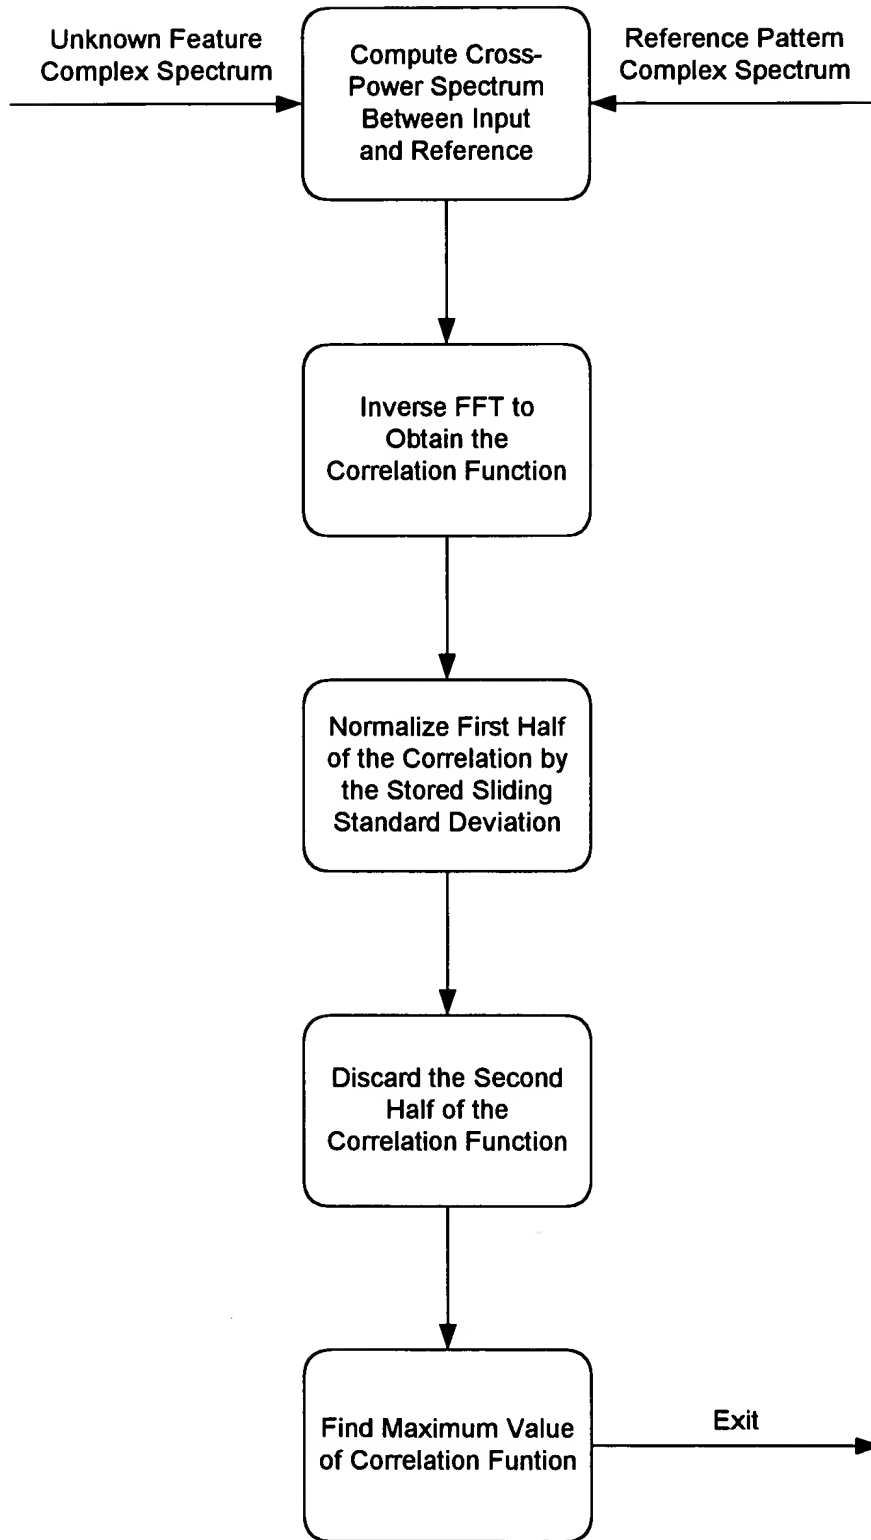 Unknown Feature
Complex Spectrum
Compute Cross-
Power Spectrum
Between Input
and Reference
Reference Pattern
Complex Spectrum
Inverse FFT to
Obtain the
Correlation Function
Normalize First Half
of the Correlation by
the Stored Sliding
Standard Deviation
Discard the Second
Half of the
Correlation Function
Find Maximum Value
of Correlation Funtion
Exit